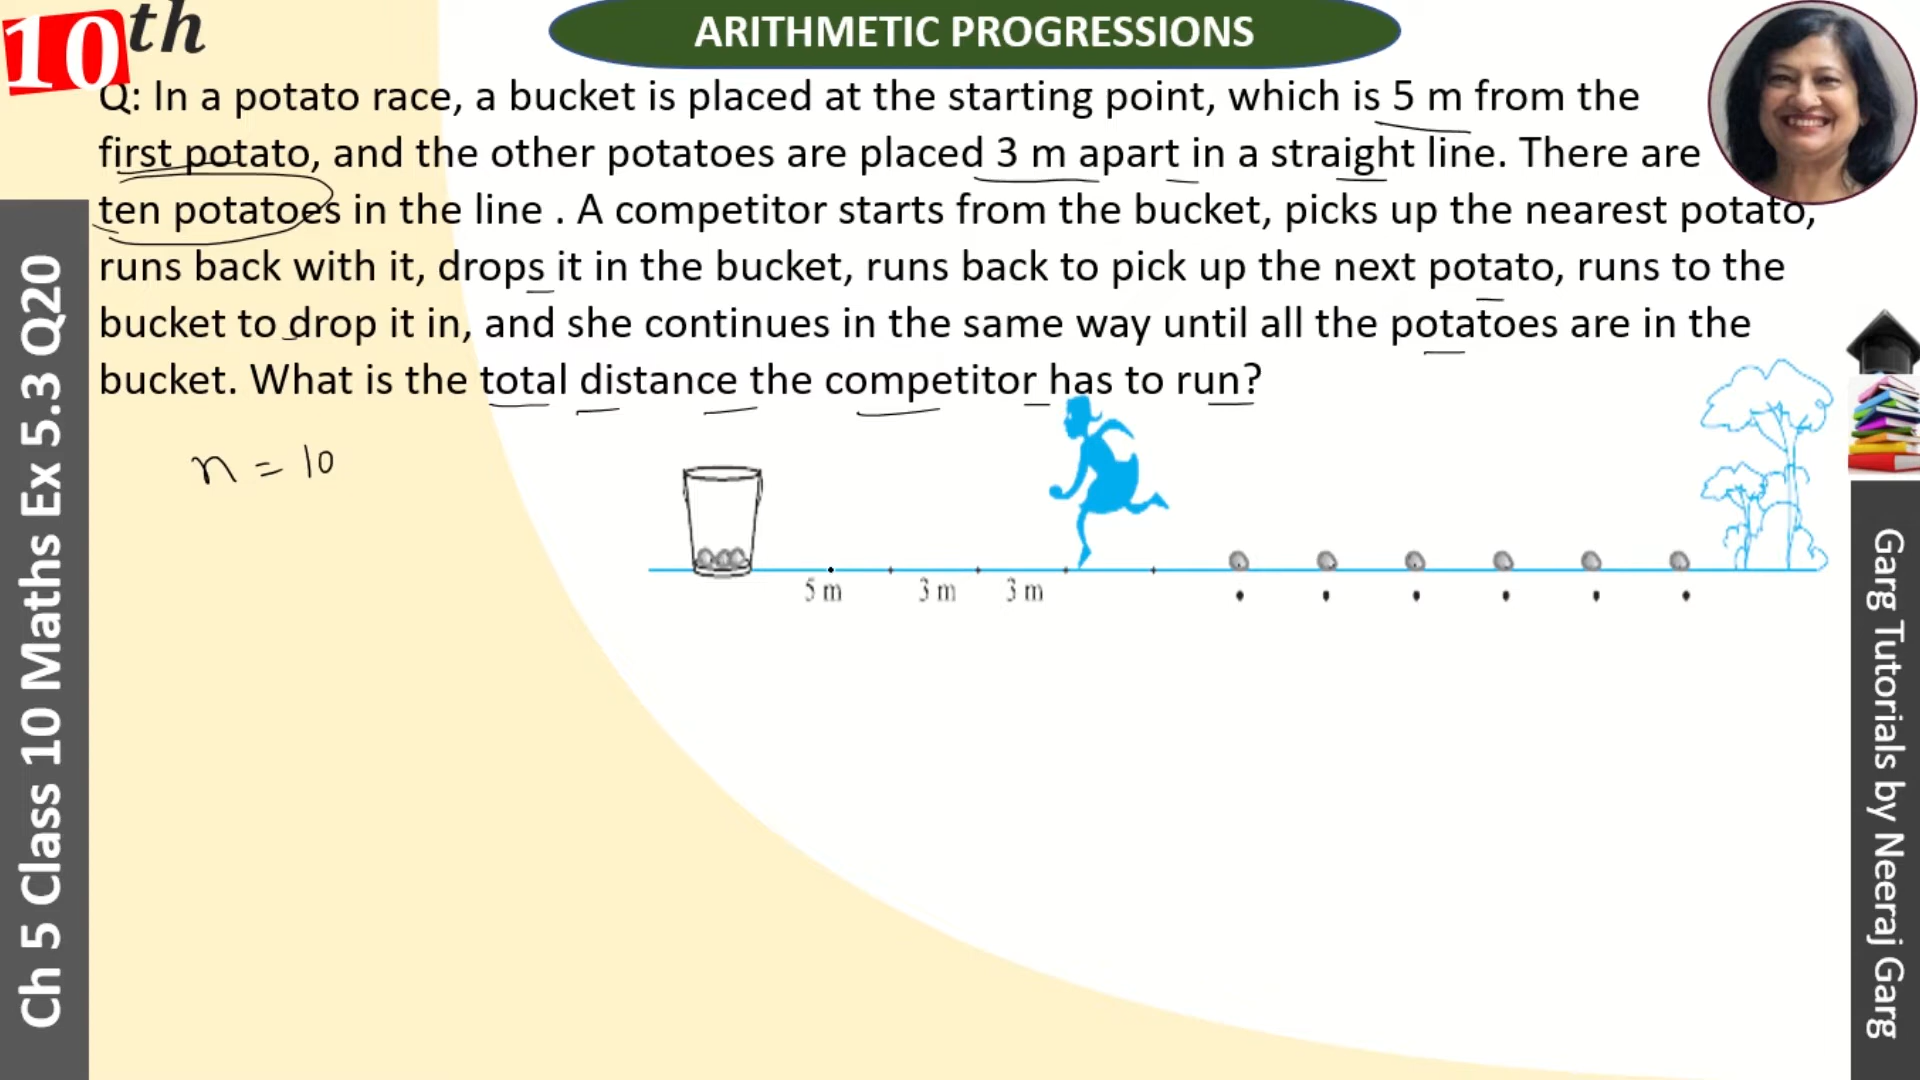 10th
ARITHMETIC PROGRESSIONS
Q: In a potato race, a bucket is placed at the starting point, which is 5 m from the
first potato, and the other potatoes are placed 3 m apart in a straight line. There are
ten potatoes in the line . A competitor starts from the bucket, picks up the nearest potato,
runs back with it, drops it in the bucket, runs back to pick up the next potato, runs to the
bucket to drop it in, and she continues in the same way until all the potatoes are in the
bucket. What is the total distance the competitor has to run?
n = 10
5 m 3 m 3 m
Ch 5 Class 10 Maths Ex 5.3 Q20
Garg Tutorials by Neeraj Garg